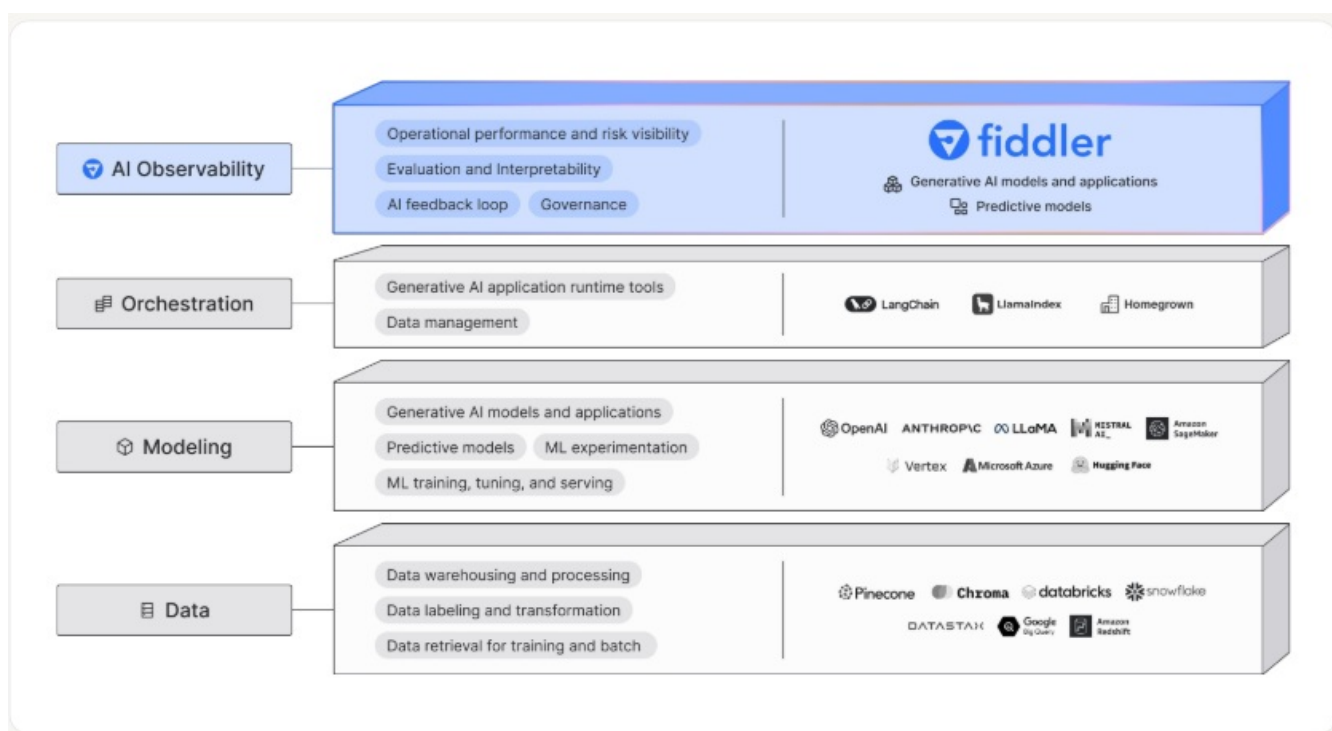 AI Observability
Operational performance and risk visibility
Evaluation and Interpretability
AI feedback loop Governance
fiddler
Generative AI models and applications
Predictive models
Orchestration
Generative AI application runtime tools
Data management
LangChain LlamaIndex Homegrown
Modeling
Generative AI models and applications
Predictive models ML experimentation
ML training, tuning, and serving
OpenAI ANTHROP\C LLaMA MISTRAL AI_ Amazon SageMaker
Vertex Microsoft Azure Hugging Face
Data
Data warehousing and processing
Data labeling and transformation
Data retrieval for training and batch
Pinecone Chroma databricks snowflake
DATASTAX Google Big Query Amazon Redshift